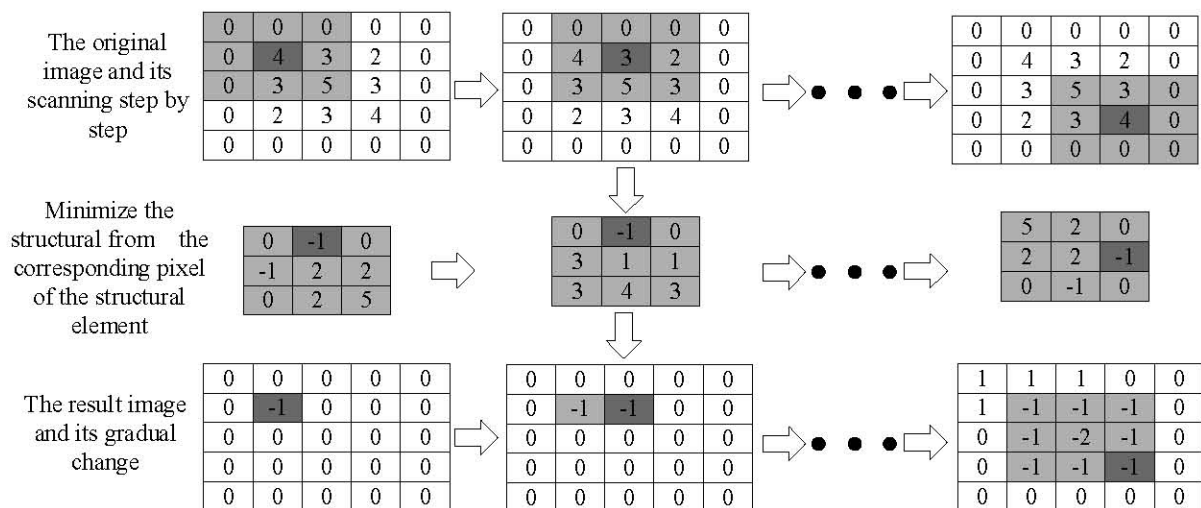 The original
image and its
scanning step by
step
0 0 0 0 0
0 4 3 2 0
0 3 5 3 0
0 2 3 4 0
0 0 0 0 0
0 0 0 0 0
0 4 3 2 0
0 3 5 3 0
0 2 3 4 0
0 0 0 0 0
0 0 0 0 0
0 4 3 2 0
0 3 5 3 0
0 2 3 4 0
0 0 0 0 0
Minimize the
structural from the
corresponding pixel
of the structural
element
0 -1 0
-1 2 2
0 2 5
0 -1 0
3 1 1
3 4 3
5 2 0
2 2 -1
0 -1 0
The result image
and its gradual
change
0 0 0 0 0
0 -1 0 0 0
0 0 0 0 0
0 0 0 0 0
0 0 0 0 0
0 0 0 0 0
0 -1 -1 0 0
0 0 0 0 0
0 0 0 0 0
0 0 0 0 0
1 1 1 0 0
1 -1 -1 -1 0
0 -1 -2 -1 0
0 -1 -1 -1 0
0 0 0 0 0